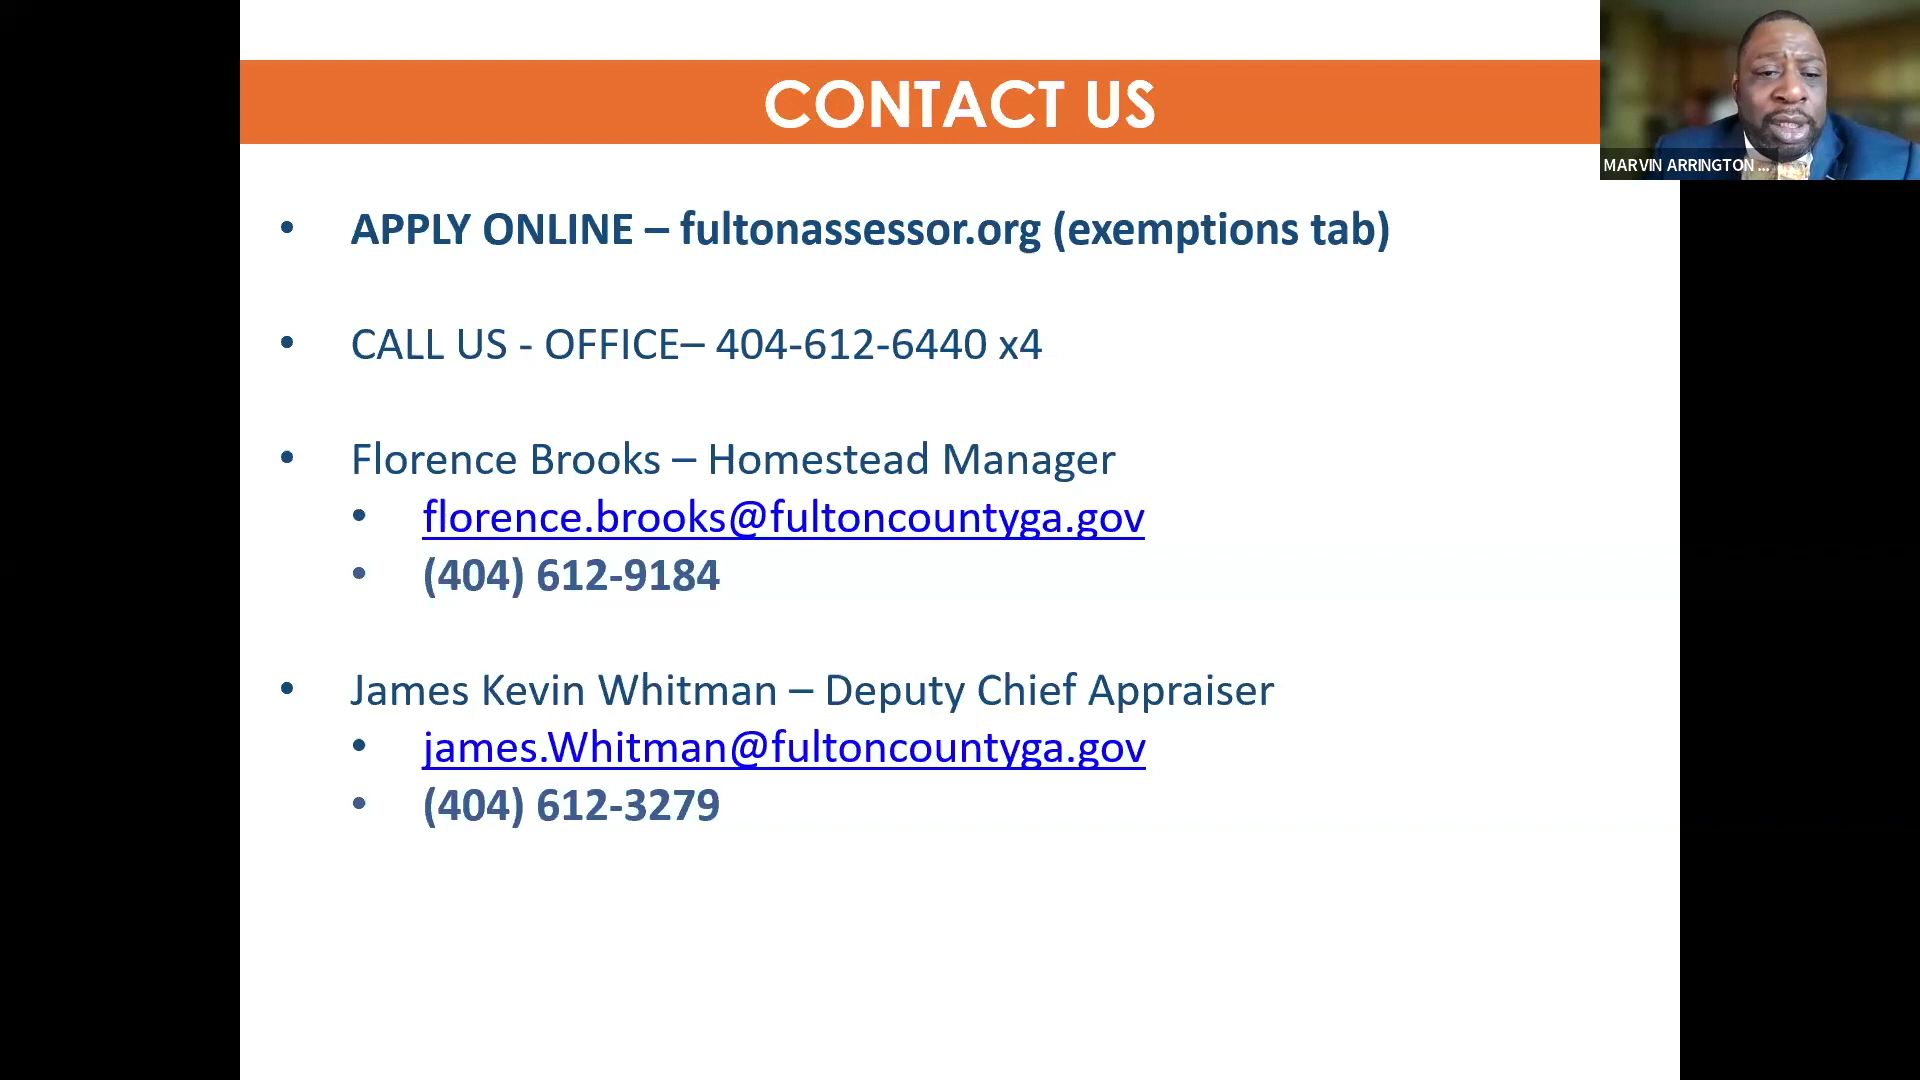 CONTACT US
MARVIN ARRINGTON ...
• APPLY ONLINE – fultonassessor.org (exemptions tab)
• CALL US - OFFICE– 404-612-6440 x4
• Florence Brooks – Homestead Manager
• florence.brooks@fultoncountyga.gov
• (404) 612-9184
• James Kevin Whitman – Deputy Chief Appraiser
• james.Whitman@fultoncountyga.gov
• (404) 612-3279